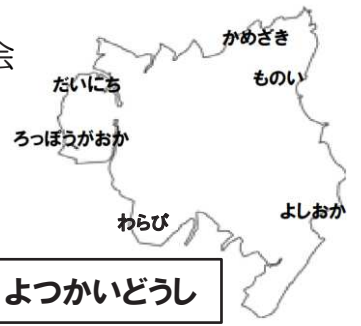 会
かめざき
ものい
だいにち
ろっぽうがおか
わらび
よしおか
よつかいどうし